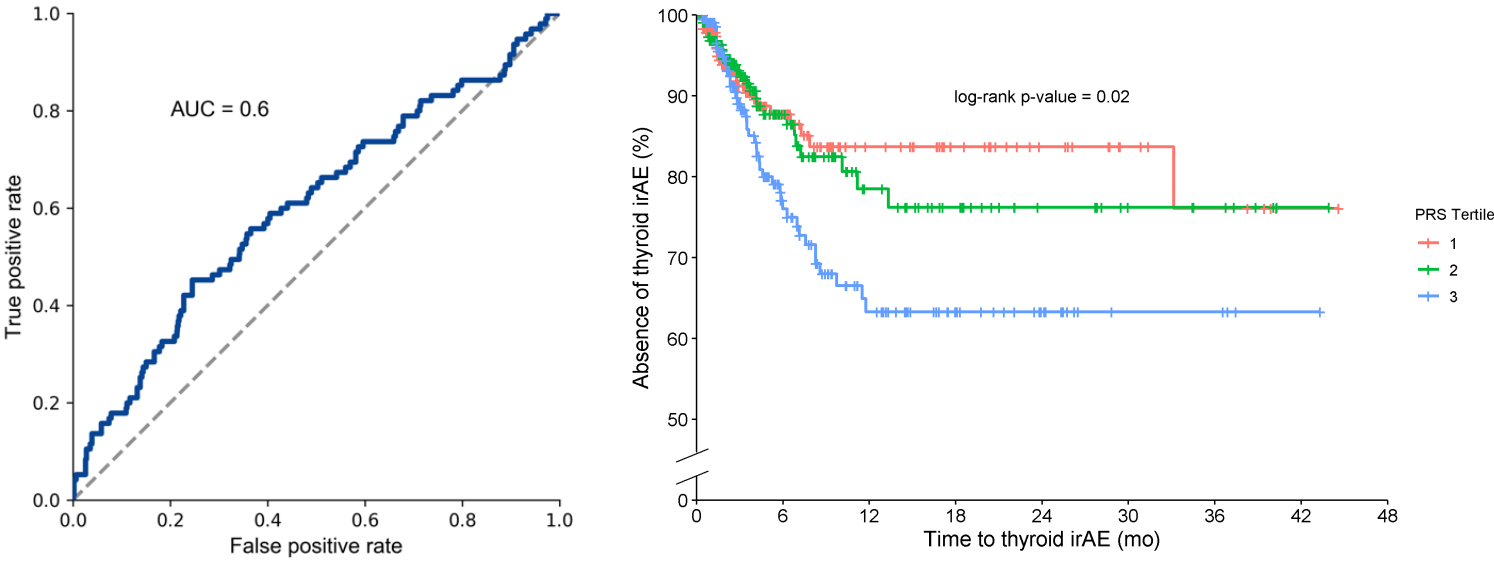 1.0
0.8
0.6
0.4
0.2
0.0
0.0 0.2 0.4 0.6 0.8 1.0
True positive rate
False positive rate
AUC = 0.6
100
90
80
70
60
50
0
0 6 12 18 24 30 36 42 48
Absence of thyroid irAE (%)
Time to thyroid irAE (mo)
log-rank p-value = 0.02
PRS Tertile
1
2
3